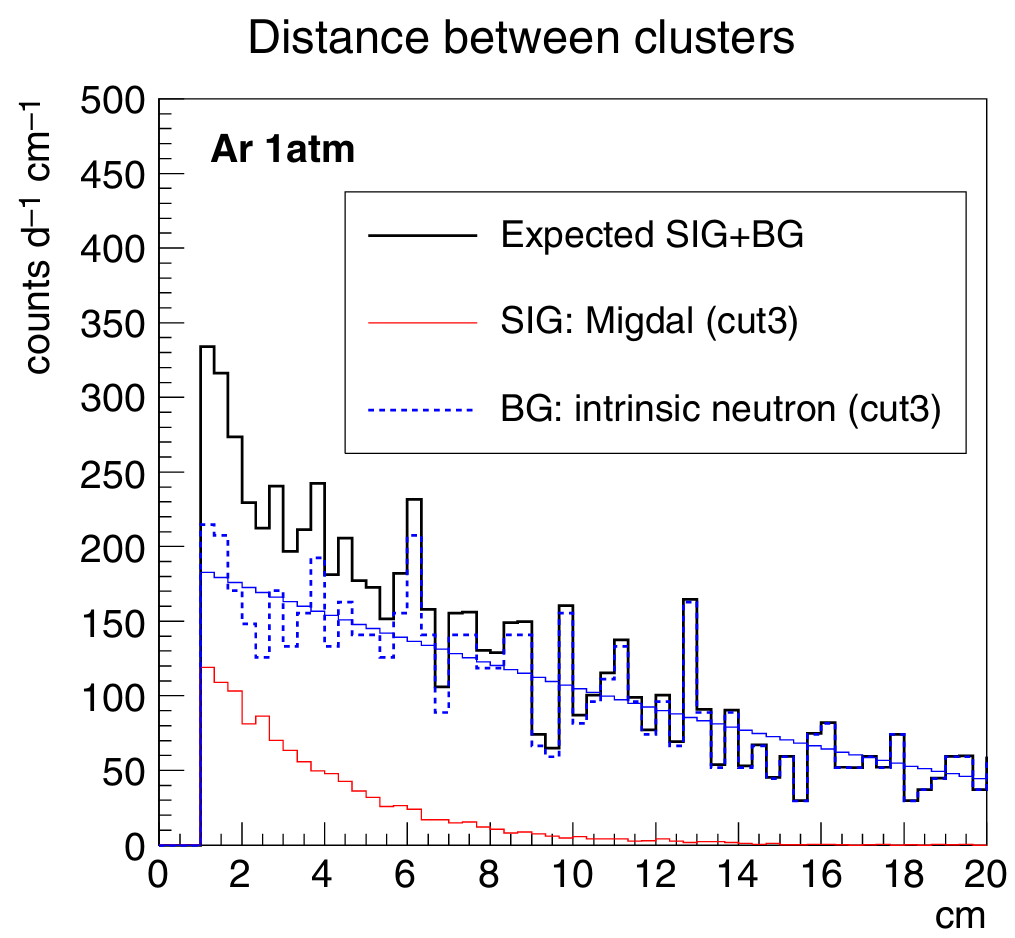 Distance between clusters
counts d⁻¹ cm⁻¹
500
450
400
350
300
250
200
150
100
50
0
Ar 1atm
Expected SIG+BG
SIG: Migdal (cut3)
BG: intrinsic neutron (cut3)
0 2 4 6 8 10 12 14 16 18 20
cm